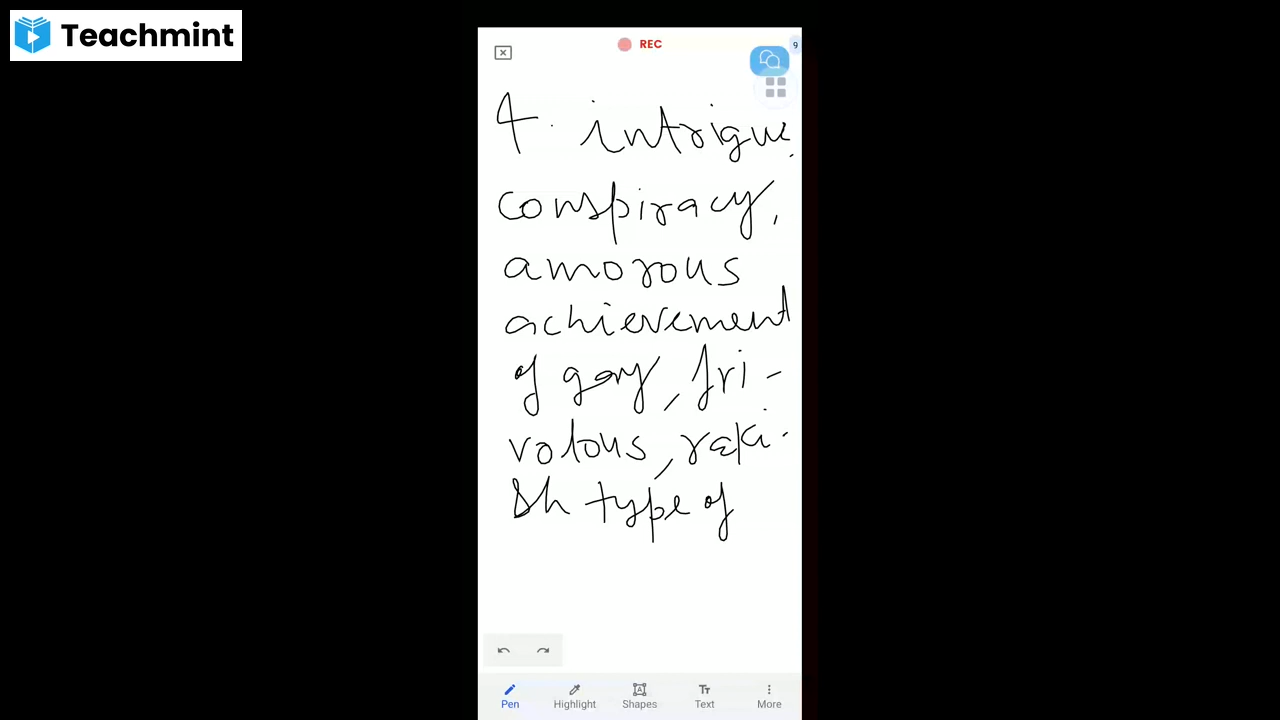 Teachmint
REC
9
4. intrigue,
conspiracy,
amorous
achievement
of gay, fri-
volous, raki-
sh type of
Pen
Highlight
Shapes
Text
More